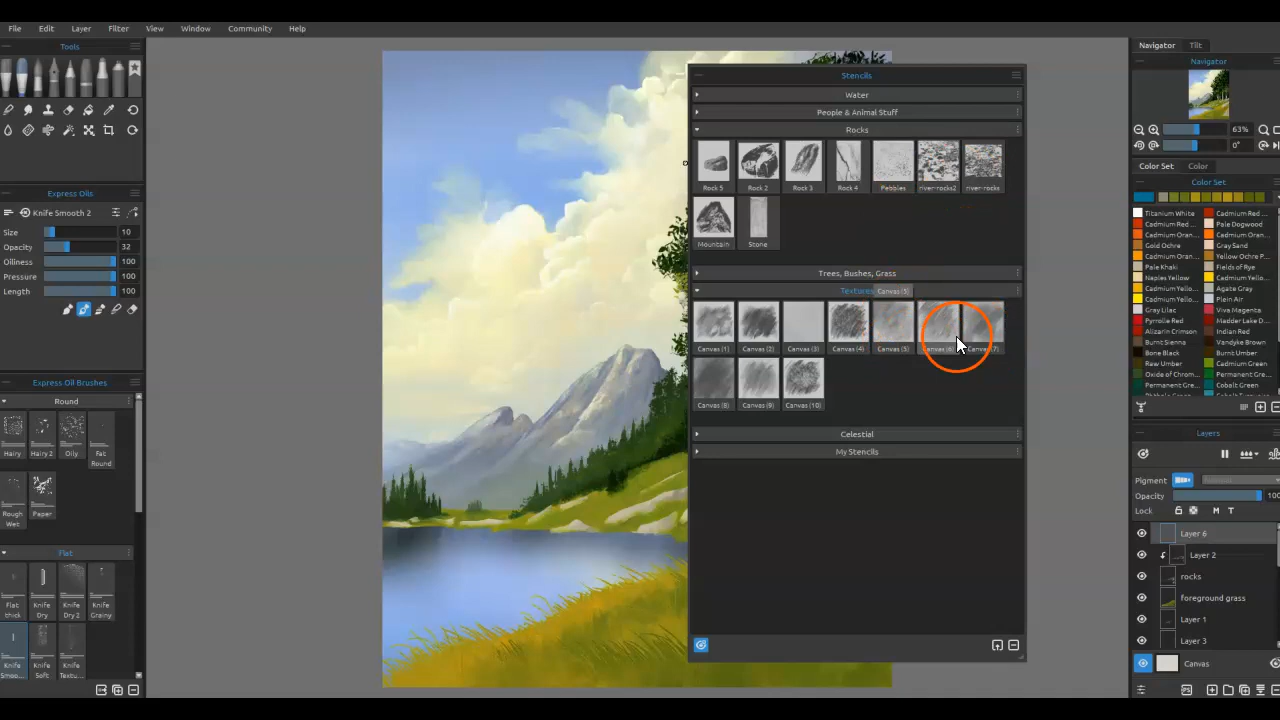 File Edit Layer Filter View Window Community Help
Tools
Express Oils
Knife Smooth 2
Size 10
Opacity 32
Oiliness 100
Pressure 100
Length 100
Express Oil Brushes
Round
Hairy Hairy 2 Oily Fat Round
Rough Wet Paper
Flat
Flat thick Knife Dry Knife Dry 2 Knife Grainy
Knife Smoo... Knife Soft Knife Textu...
Stencils
Water
People & Animal Stuff
Rocks
Rock 5 Rock 2 Rock 3 Rock 4 Pebbles river-rocks2 river-rocks
Mountain Stone
Trees, Bushes, Grass
Textures Canvas (5)
Canvas (1) Canvas (2) Canvas (3) Canvas (4) Canvas (5) Canvas (6) Canvas (7)
Canvas (8) Canvas (9) Canvas (10)
Celestial
My Stencils
Navigator Tilt
Navigator
63%
0°
Color Set Color
Color Set
Titanium White Cadmium Red ...
Cadmium Red ... Pale Dogwood
Cadmium Oran... Cadmium Oran...
Gold Ochre Gray Sand
Cadmium Oran... Yellow Ochre P...
Pale Khaki Fields of Rye
Naples Yellow Cadmium Yello...
Cadmium Yello... Agate Gray
Cadmium Yello... Plein Air
Gray Lilac Viva Magenta
Pyrrolle Red Madder Lake D...
Alizarin Crimson Indian Red
Burnt Sienna Vandyke Brown
Bone Black Burnt Umber
Raw Umber Cadmium Green
Oxide of Chrom... Permanent Gre...
Permanent Gre... Cobalt Green
Layers
Pigment
Opacity 100
Lock M T
Layer 6
Layer 2
rocks
foreground grass
Layer 1
Layer 3
Canvas